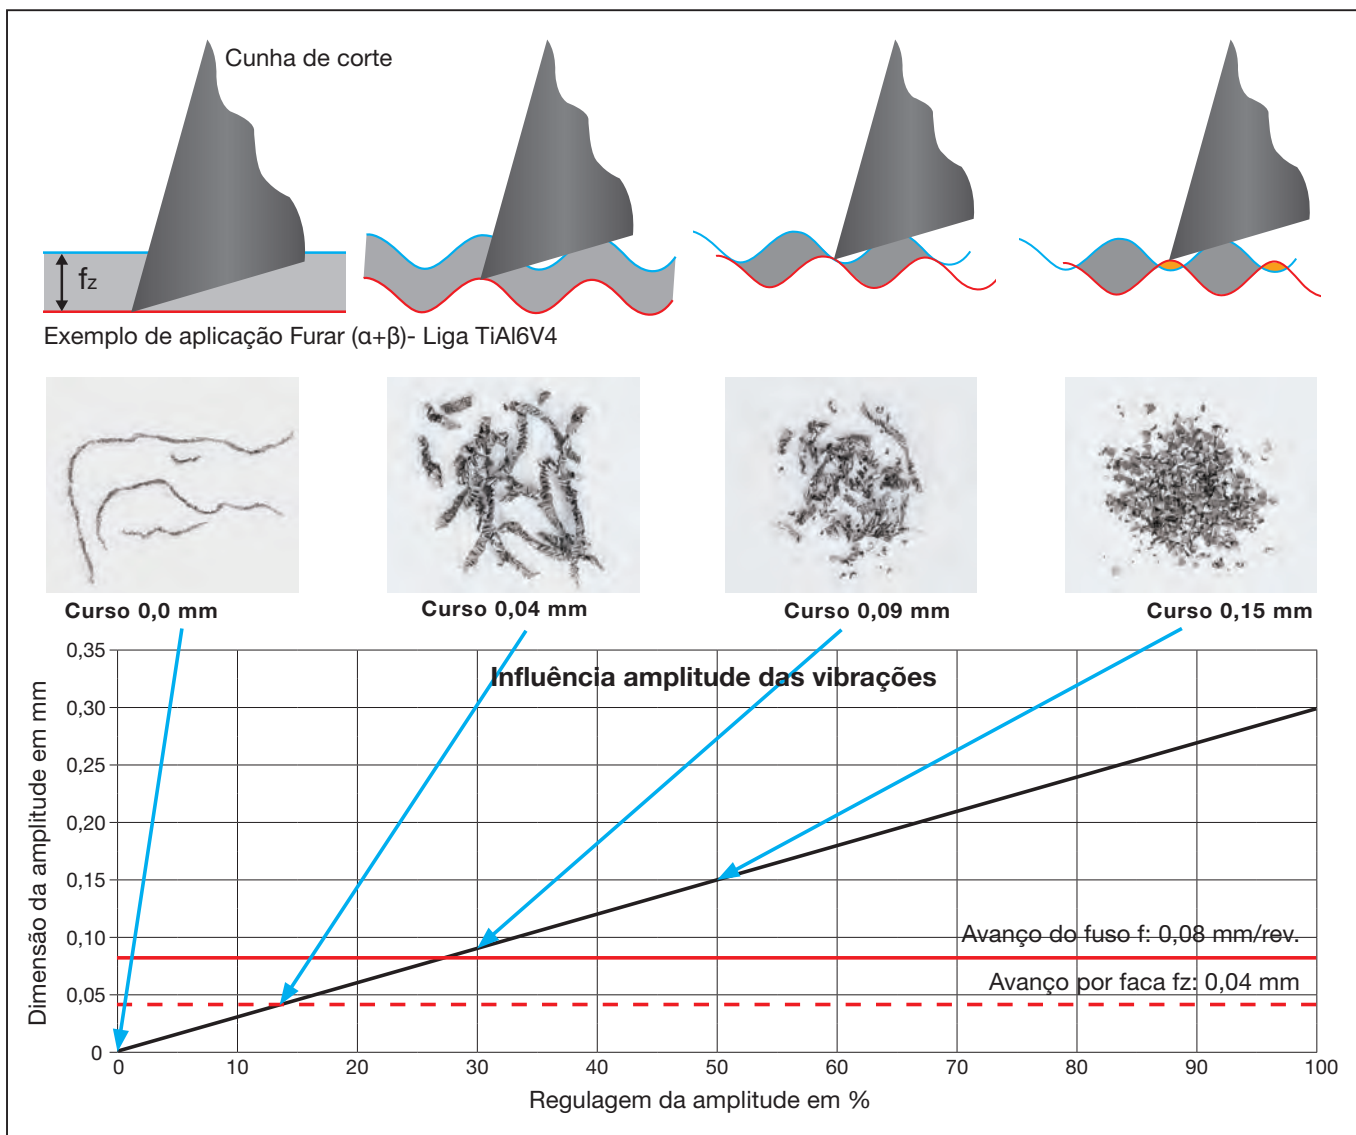 Cunha de corte
fz
Exemplo de aplicação Furar (α+β)- Liga TiAl6V4
Curso 0,0 mm
Curso 0,04 mm
Curso 0,09 mm
Curso 0,15 mm
Influência amplitude das vibrações
Dimensão da amplitude em mm
0,35
0,30
0,25
0,20
0,15
0,10
0,05
0
Avanço do fuso f: 0,08 mm/rev.
Avanço por faca fz: 0,04 mm
0 10 20 30 40 50 60 70 80 90 100
Regulagem da amplitude em %